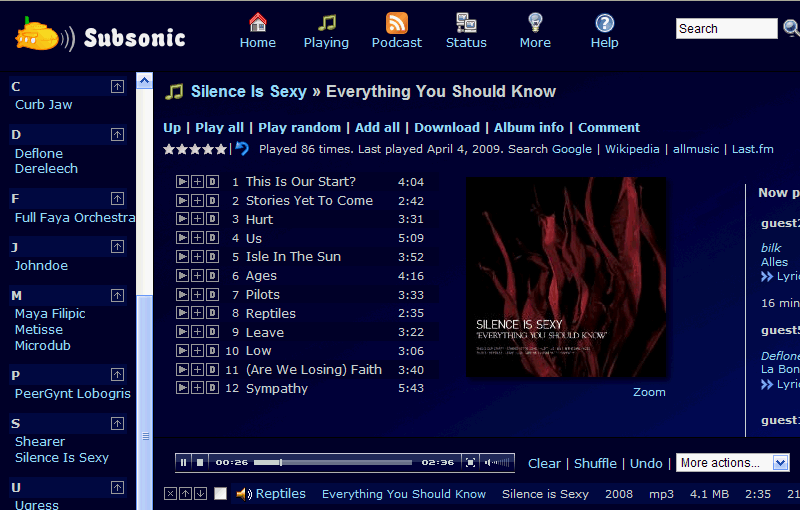 Subsonic
Home Playing Podcast Status More Help
Search
C
Curb Jaw
D
Deflone
Dereleech
F
Full Faya Orchestra
J
Johndoe
M
Maya Filipic
Metisse
Microdub
P
PeerGynt Lobogris
S
Shearer
Silence Is Sexy
U
Ugress
Silence Is Sexy » Everything You Should Know
Up | Play all | Play random | Add all | Download | Album info | Comment
| Played 86 times. Last played April 4, 2009. Search Google | Wikipedia | allmusic | Last.fm
D 1 This Is Our Start? 4:04
D 2 Stories Yet To Come 2:42
D 3 Hurt 3:31
D 4 Us 5:09
D 5 Isle In The Sun 3:52
D 6 Ages 4:16
D 7 Pilots 3:33
D 8 Reptiles 2:35
D 9 Leave 3:22
D 10 Low 3:06
D 11 (Are We Losing) Faith 3:40
D 12 Sympathy 5:43
SILENCE IS SEXY
"EVERYTHING YOU SHOULD KNOW"
Zoom
Now p
guest2
bilk
Alles
Lyri
16 min
guest5
Deflone
La Bon
Lyri
guest1
00:26 02:36 Clear | Shuffle | Undo | More actions...
Reptiles Everything You Should Know Silence is Sexy 2008 mp3 4.1 MB 2:35 21